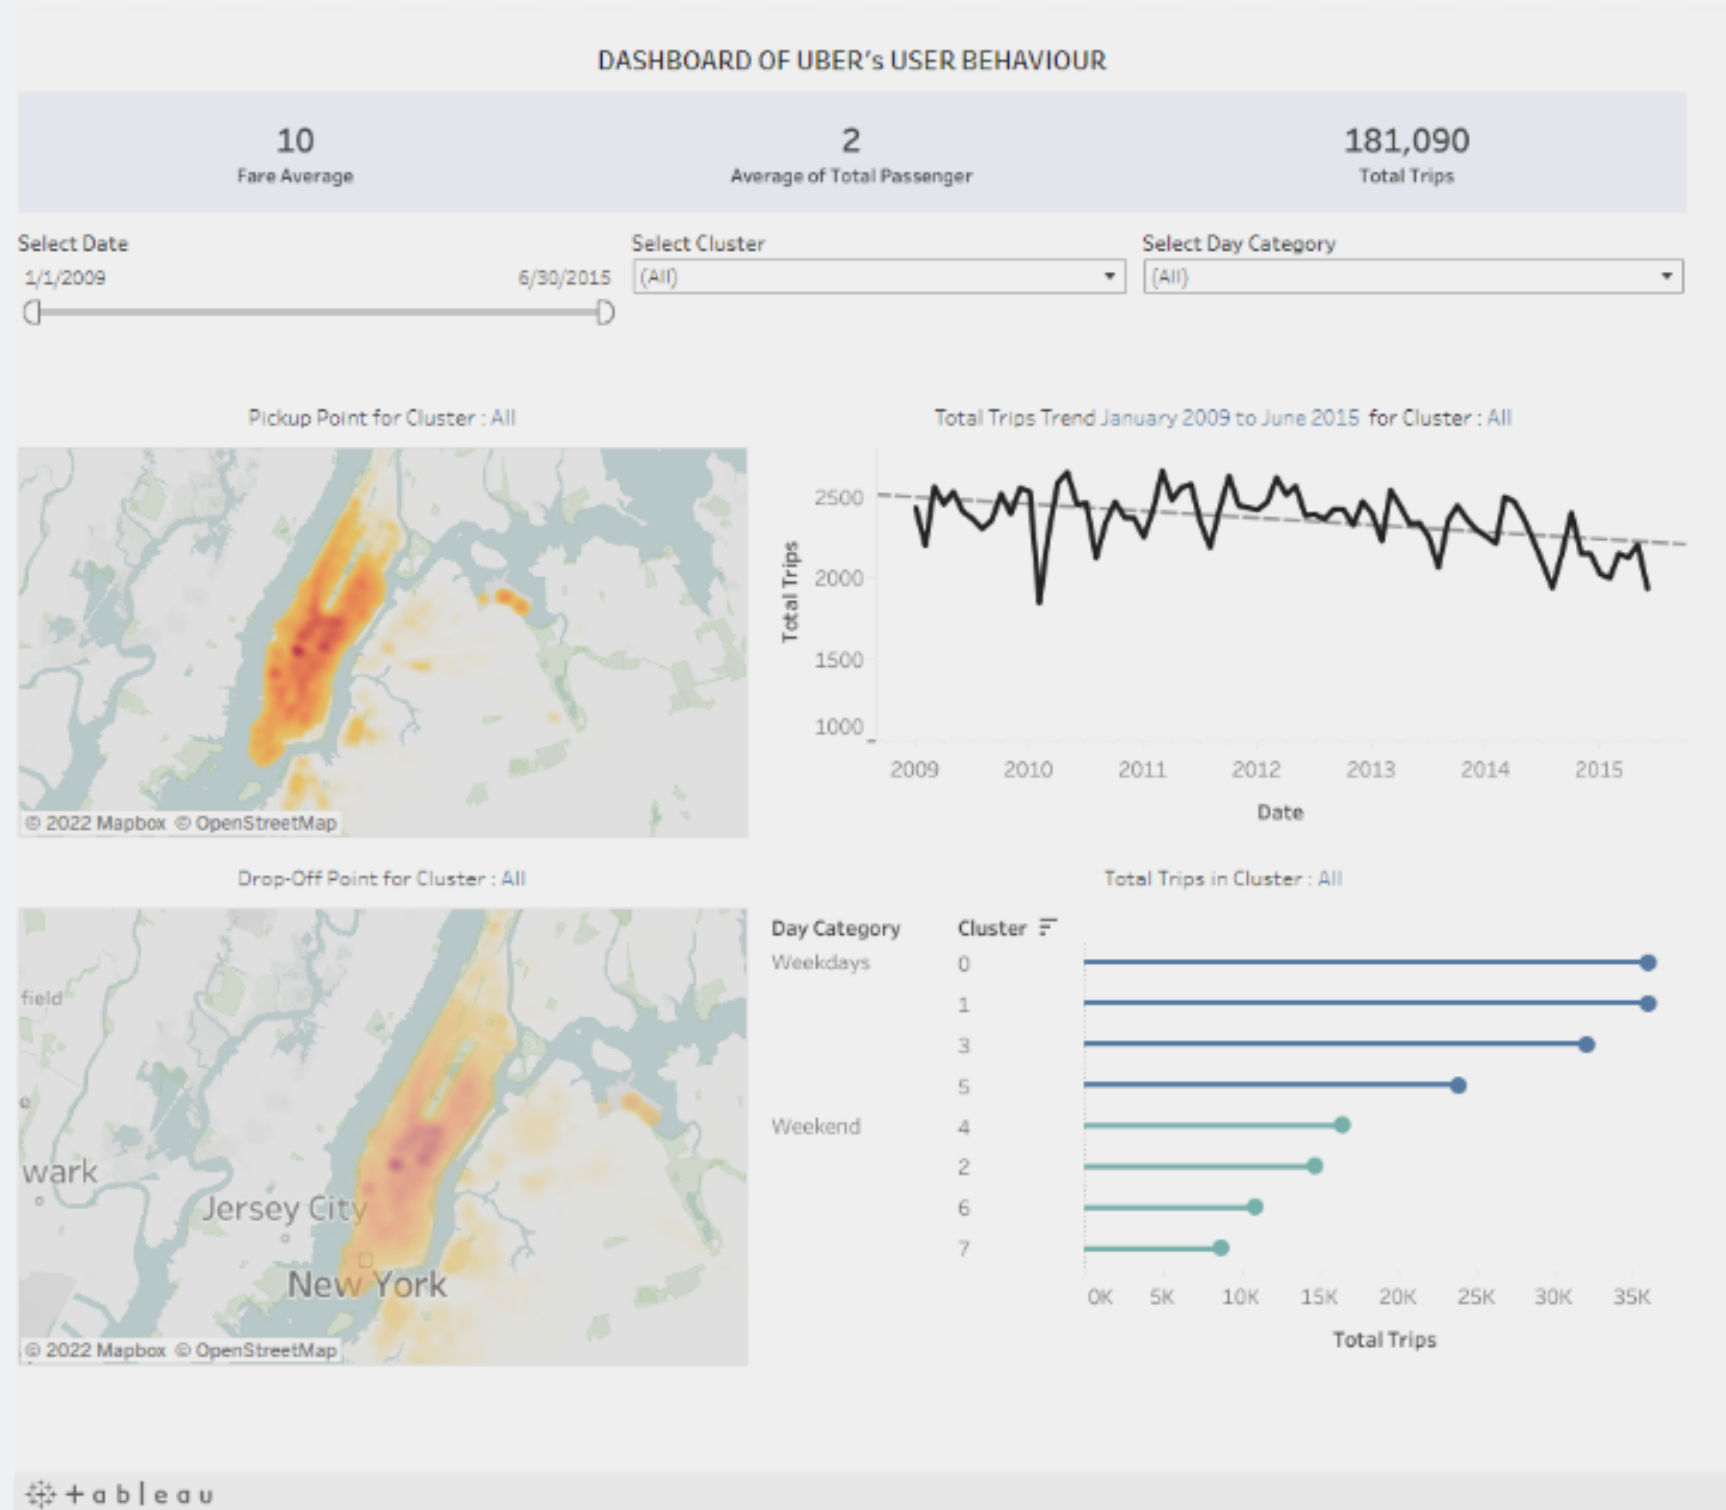 DASHBOARD OF UBER's USER BEHAVIOUR
10
Fare Average
2
Average of Total Passenger
181,090
Total Trips
Select Date
1/1/2009
6/30/2015
Select Cluster
(All)
Select Day Category
(All)
Pickup Point for Cluster : All
© 2022 Mapbox © OpenStreetMap
Total Trips Trend January 2009 to June 2015 for Cluster : All
Total Trips
2500
2000
1500
1000
2009 2010 2011 2012 2013 2014 2015
Date
Drop-Off Point for Cluster : All
field
e
wark
Jersey City
New York
© 2022 Mapbox © OpenStreetMap
Total Trips in Cluster : All
Day Category Cluster
Weekdays 0
1
3
5
Weekend 4
2
6
7
0K 5K 10K 15K 20K 25K 30K 35K
Total Trips
+ableau